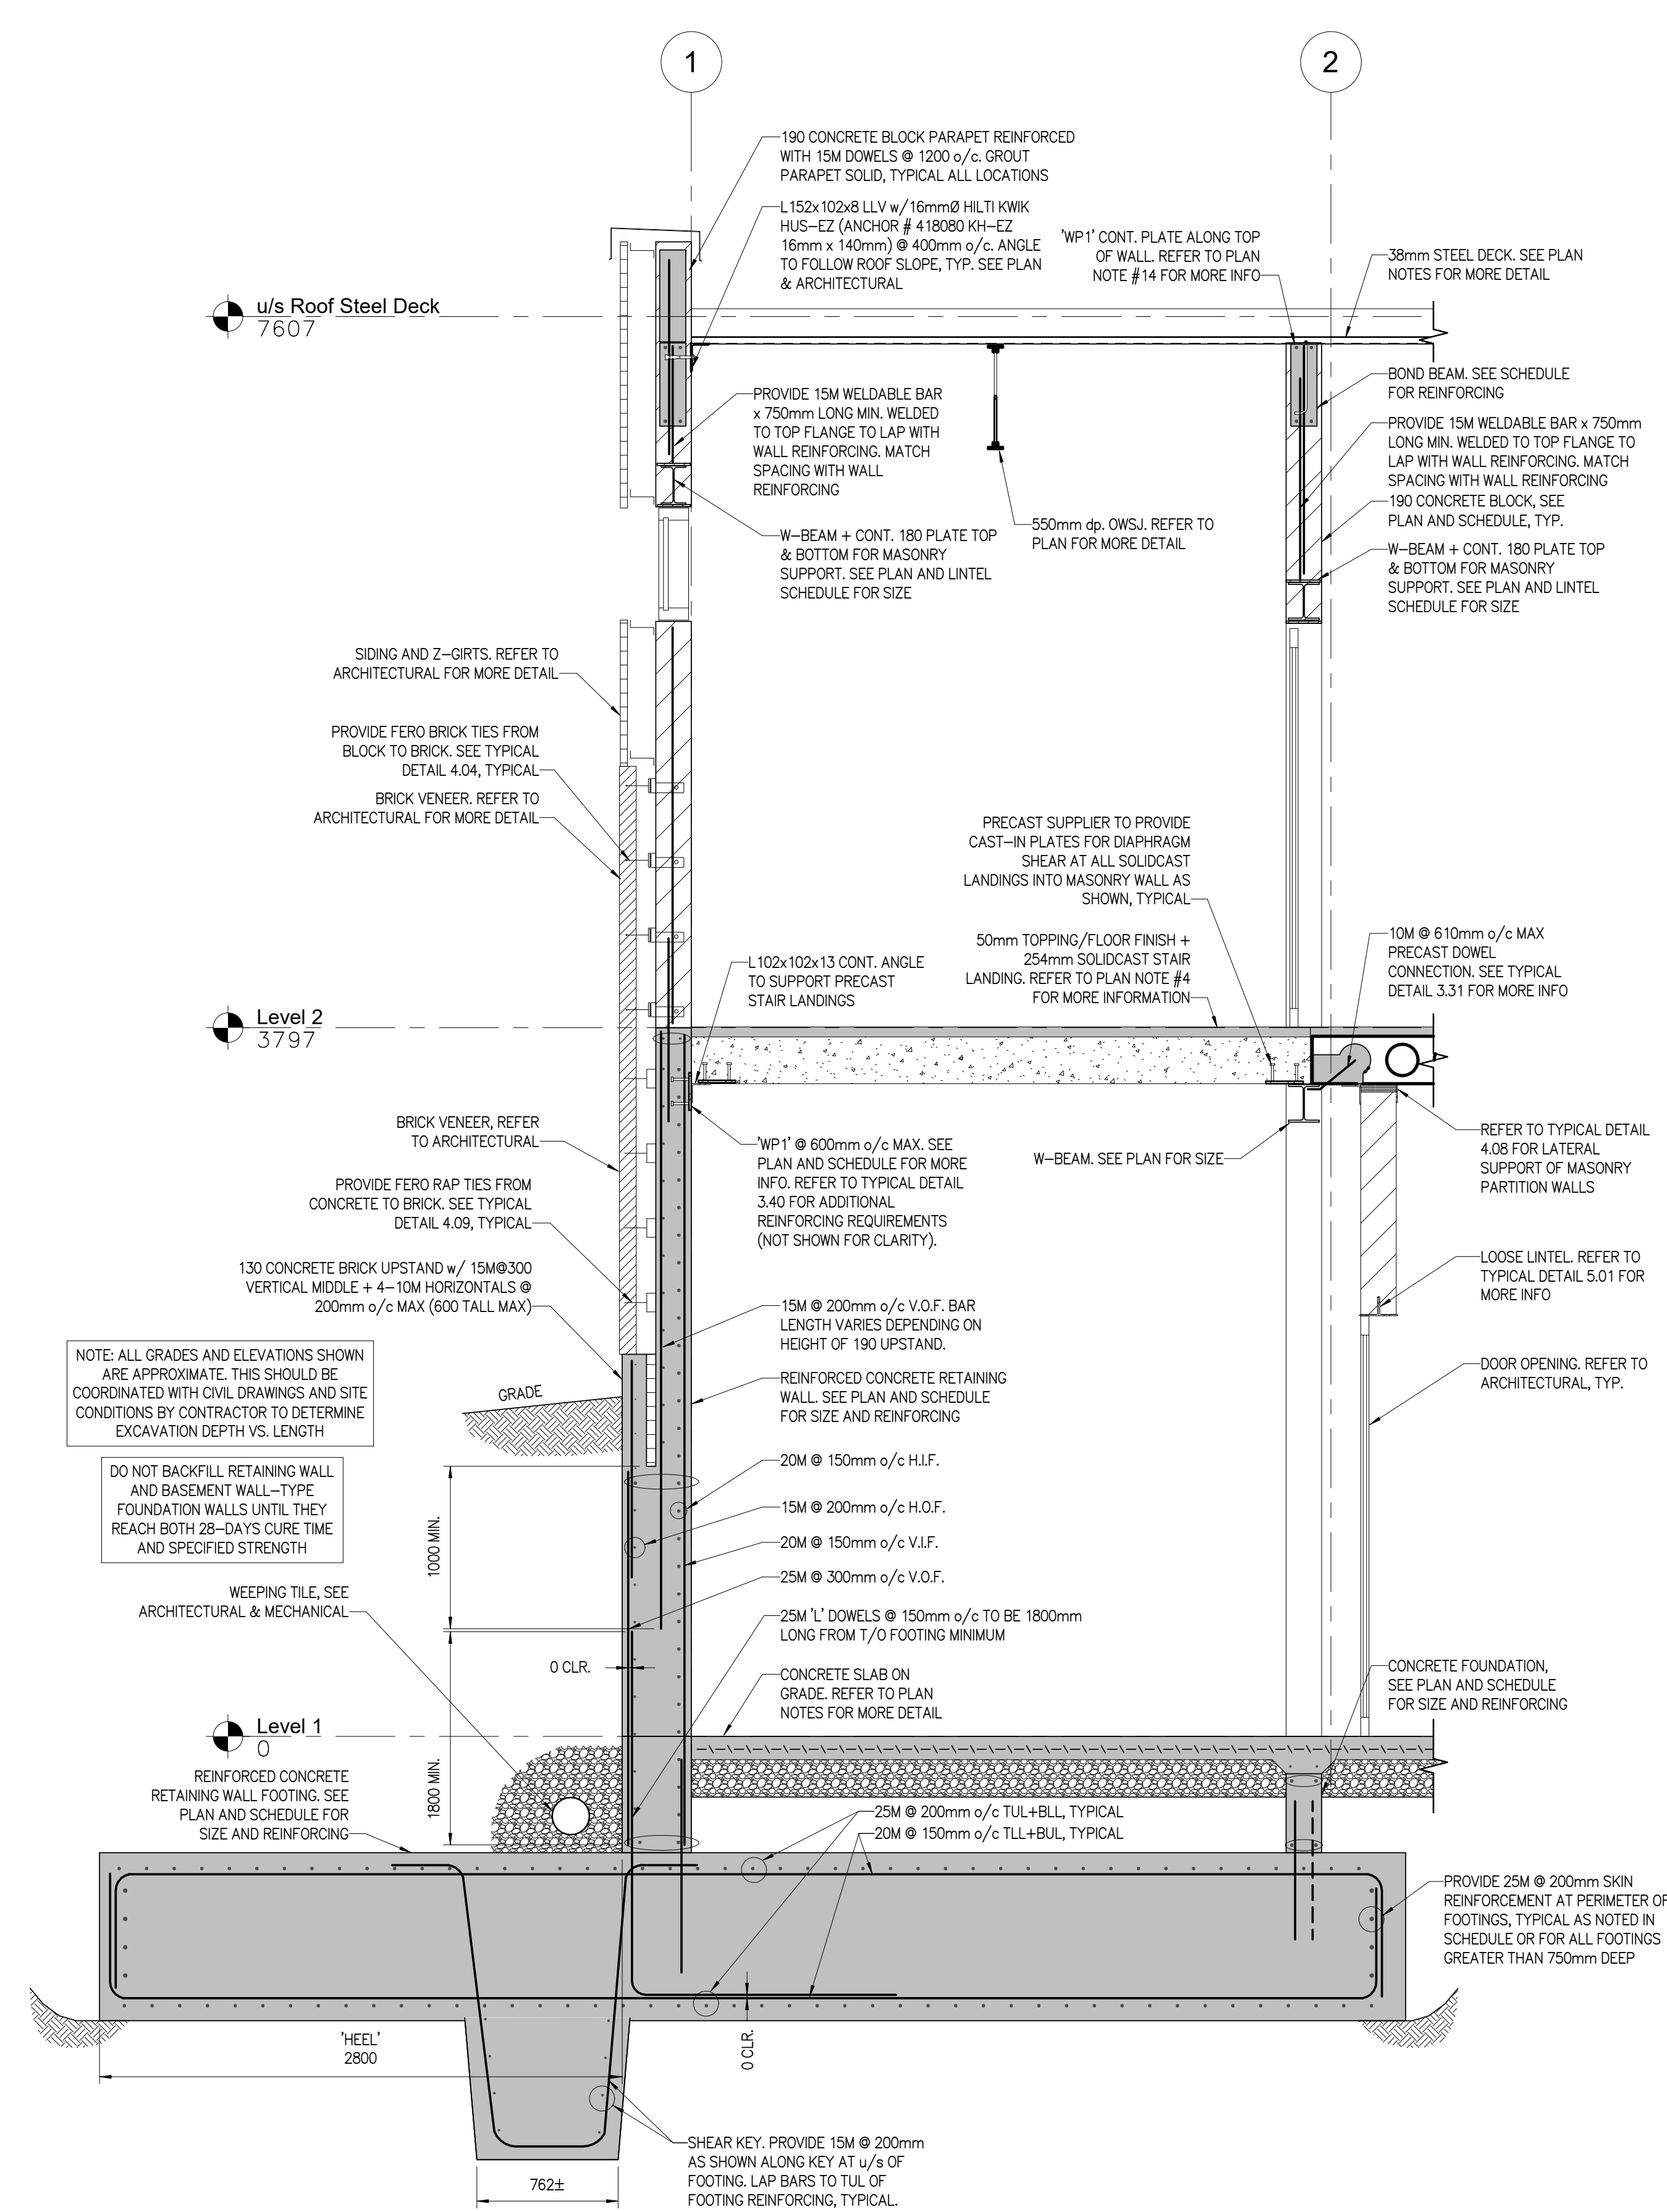 1
2
190 CONCRETE BLOCK PARAPET REINFORCED
WITH 15M DOWELS @ 1200 o/c. GROUT
PARAPET SOLID, TYPICAL ALL LOCATIONS
L152x102x8 LLV w/16mmØ HILTI KWIK
HUS-EZ (ANCHOR # 418080 KH-EZ
16mm x 140mm) @ 400mm o/c. ANGLE
TO FOLLOW ROOF SLOPE, TYP. SEE PLAN
& ARCHITECTURAL
'WP1' CONT. PLATE ALONG TOP
OF WALL. REFER TO PLAN
NOTE #14 FOR MORE INFO
38mm STEEL DECK. SEE PLAN
NOTES FOR MORE DETAIL
u/s Roof Steel Deck
7607
PROVIDE 15M WELDABLE BAR
x 750mm LONG MIN. WELDED
TO TOP FLANGE TO LAP WITH
WALL REINFORCING. MATCH
SPACING WITH WALL
REINFORCING
BOND BEAM. SEE SCHEDULE
FOR REINFORCING
PROVIDE 15M WELDABLE BAR x 750mm
LONG MIN. WELDED TO TOP FLANGE TO
LAP WITH WALL REINFORCING. MATCH
SPACING WITH WALL REINFORCING
190 CONCRETE BLOCK, SEE
PLAN AND SCHEDULE, TYP.
W-BEAM + CONT. 180 PLATE TOP
& BOTTOM FOR MASONRY
SUPPORT. SEE PLAN AND LINTEL
SCHEDULE FOR SIZE
550mm dp. OWSJ. REFER TO
PLAN FOR MORE DETAIL
W-BEAM + CONT. 180 PLATE TOP
& BOTTOM FOR MASONRY
SUPPORT. SEE PLAN AND LINTEL
SCHEDULE FOR SIZE
SIDING AND Z-GIRTS. REFER TO
ARCHITECTURAL FOR MORE DETAIL
PROVIDE FERO BRICK TIES FROM
BLOCK TO BRICK. SEE TYPICAL
DETAIL 4.04, TYPICAL
BRICK VENEER. REFER TO
ARCHITECTURAL FOR MORE DETAIL
PRECAST SUPPLIER TO PROVIDE
CAST-IN PLATES FOR DIAPHRAGM
SHEAR AT ALL SOLIDCAST
LANDINGS INTO MASONRY WALL AS
SHOWN, TYPICAL
50mm TOPPING/FLOOR FINISH +
254mm SOLIDCAST STAIR
LANDING. REFER TO PLAN NOTE #4
FOR MORE INFORMATION
10M @ 610mm o/c MAX
PRECAST DOWEL
CONNECTION. SEE TYPICAL
DETAIL 3.31 FOR MORE INFO
L102x102x13 CONT. ANGLE
TO SUPPORT PRECAST
STAIR LANDINGS
Level 2
3797
BRICK VENEER, REFER
TO ARCHITECTURAL
'WP1' @ 600mm o/c MAX. SEE
PLAN AND SCHEDULE FOR MORE
INFO. REFER TO TYPICAL DETAIL
3.40 FOR ADDITIONAL
REINFORCING REQUIREMENTS
(NOT SHOWN FOR CLARITY).
W-BEAM. SEE PLAN FOR SIZE
REFER TO TYPICAL DETAIL
4.08 FOR LATERAL
SUPPORT OF MASONRY
PARTITION WALLS
PROVIDE FERO RAP TIES FROM
CONCRETE TO BRICK. SEE TYPICAL
DETAIL 4.09, TYPICAL
130 CONCRETE BRICK UPSTAND w/ 15M@300
VERTICAL MIDDLE + 4-10M HORIZONTALS @
200mm o/c MAX (600 TALL MAX)
LOOSE LINTEL. REFER TO
TYPICAL DETAIL 5.01 FOR
MORE INFO
15M @ 200mm o/c V.O.F. BAR
LENGTH VARIES DEPENDING ON
HEIGHT OF 190 UPSTAND.
NOTE: ALL GRADES AND ELEVATIONS SHOWN
ARE APPROXIMATE. THIS SHOULD BE
COORDINATED WITH CIVIL DRAWINGS AND SITE
CONDITIONS BY CONTRACTOR TO DETERMINE
EXCAVATION DEPTH VS. LENGTH
GRADE
REINFORCED CONCRETE RETAINING
WALL. SEE PLAN AND SCHEDULE
FOR SIZE AND REINFORCING
DOOR OPENING. REFER TO
ARCHITECTURAL, TYP.
DO NOT BACKFILL RETAINING WALL
AND BASEMENT WALL-TYPE
FOUNDATION WALLS UNTIL THEY
REACH BOTH 28-DAYS CURE TIME
AND SPECIFIED STRENGTH
20M @ 150mm o/c H.I.F.
15M @ 200mm o/c H.O.F.
20M @ 150mm o/c V.I.F.
25M @ 300mm o/c V.O.F.
1000 MIN.
WEEPING TILE, SEE
ARCHITECTURAL & MECHANICAL
25M 'L' DOWELS @ 150mm o/c TO BE 1800mm
LONG FROM T/O FOOTING MINIMUM
0 CLR.
CONCRETE SLAB ON
GRADE. REFER TO PLAN
NOTES FOR MORE DETAIL
CONCRETE FOUNDATION,
SEE PLAN AND SCHEDULE
FOR SIZE AND REINFORCING
Level 1
0
1800 MIN.
REINFORCED CONCRETE
RETAINING WALL FOOTING. SEE
PLAN AND SCHEDULE FOR
SIZE AND REINFORCING
25M @ 200mm o/c TUL+BLL, TYPICAL
20M @ 150mm o/c TLL+BUL, TYPICAL
PROVIDE 25M @ 200mm SKIN
REINFORCEMENT AT PERIMETER OF
FOOTINGS, TYPICAL AS NOTED IN
SCHEDULE OR FOR ALL FOOTINGS
GREATER THAN 750mm DEEP
'HEEL'
2800
0 CLR.
SHEAR KEY. PROVIDE 15M @ 200mm
AS SHOWN ALONG KEY AT u/s OF
FOOTING. LAP BARS TO TUL OF
FOOTING REINFORCING, TYPICAL.
762±